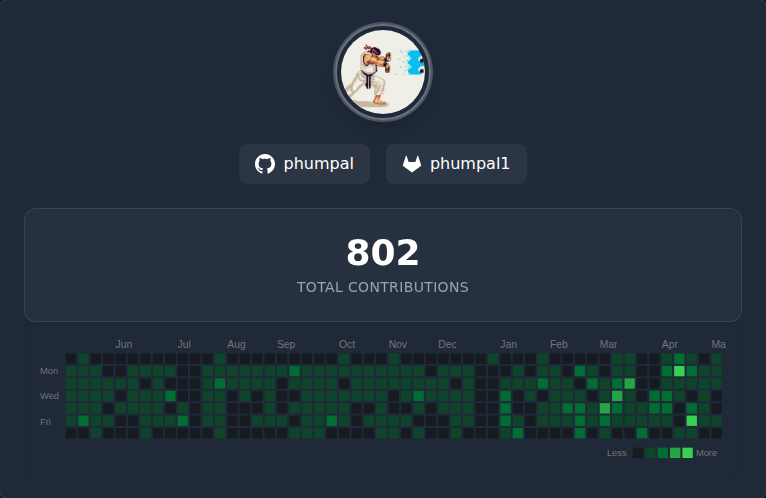 phumpal phumpal1
802
TOTAL CONTRIBUTIONS
Jun Jul Aug Sep Oct Nov Dec Jan Feb Mar Apr Ma
Mon
Wed
Fri
Less More